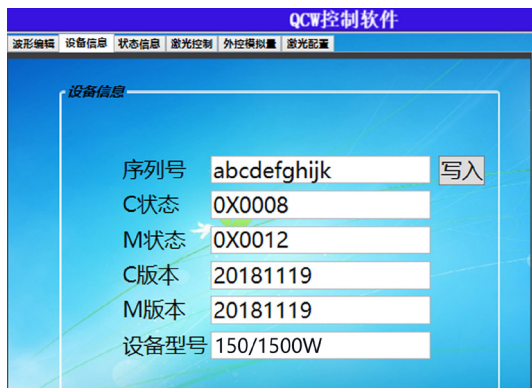 QCW控制软件
波形编辑 设备信息 状态信息 激光控制 外控模拟量 激光配置
设备信息
序列号 abcdefghijk 写入
C状态 0X0008
M状态 0X0012
C版本 20181119
M版本 20181119
设备型号 150/1500W